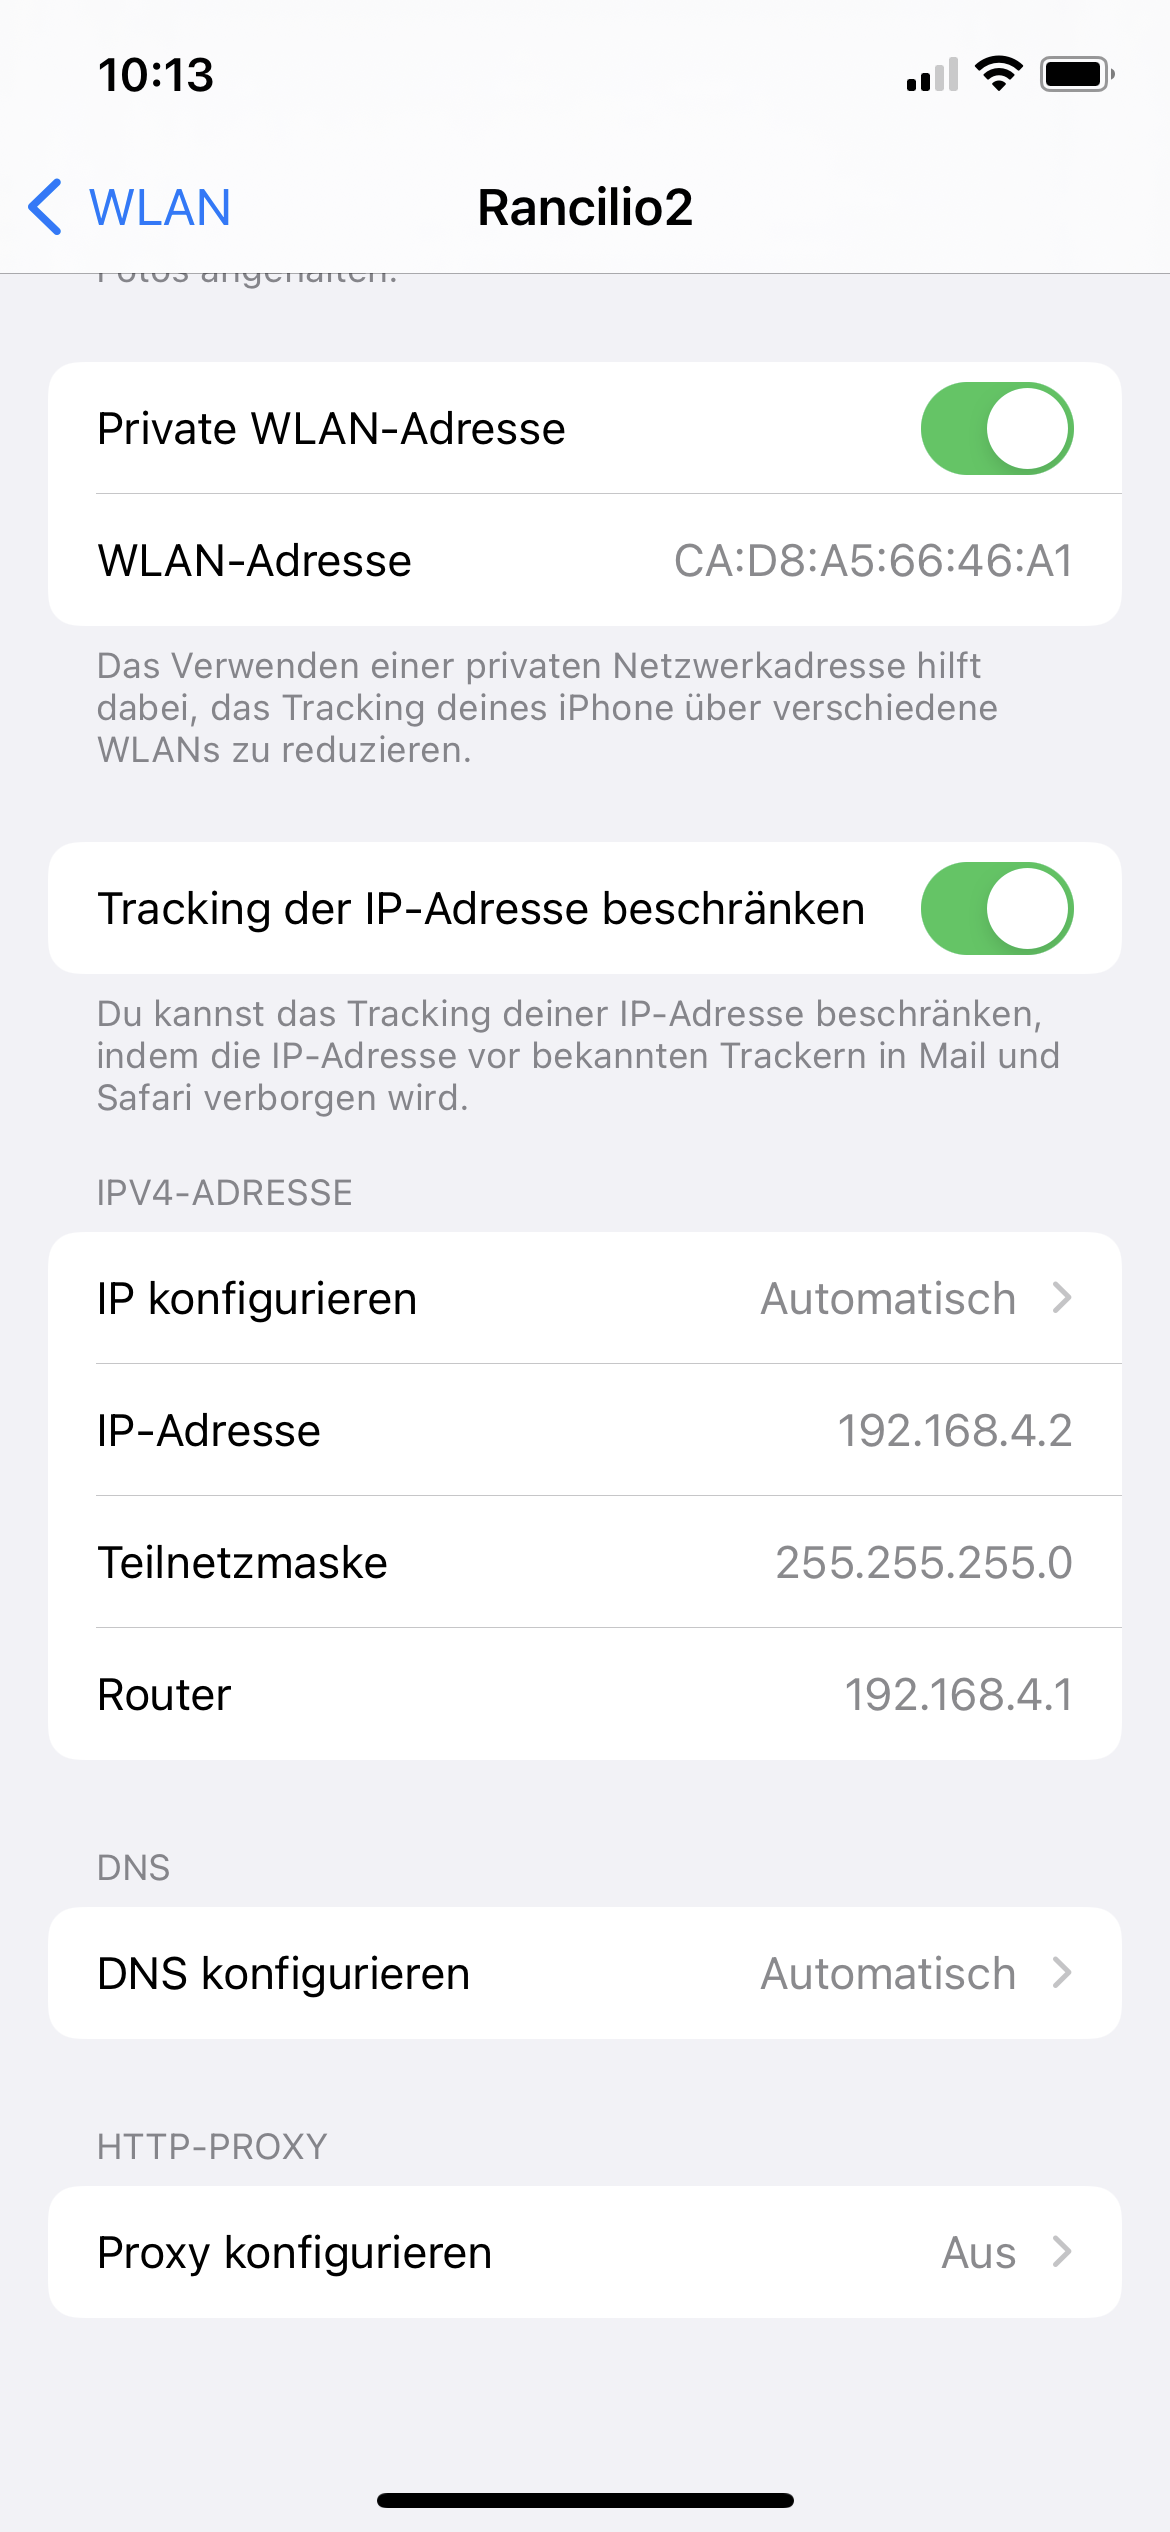 10:13
WLAN
Rancilio2
Fotos angehalten.
Private WLAN-Adresse
WLAN-Adresse CA:D8:A5:66:46:A1
Das Verwenden einer privaten Netzwerkadresse hilft
dabei, das Tracking deines iPhone über verschiedene
WLANs zu reduzieren.
Tracking der IP-Adresse beschränken
Du kannst das Tracking deiner IP-Adresse beschränken,
indem die IP-Adresse vor bekannten Trackern in Mail und
Safari verborgen wird.
IPV4-ADRESSE
IP konfigurieren Automatisch
IP-Adresse 192.168.4.2
Teilnetzmaske 255.255.255.0
Router 192.168.4.1
DNS
DNS konfigurieren Automatisch
HTTP-PROXY
Proxy konfigurieren Aus